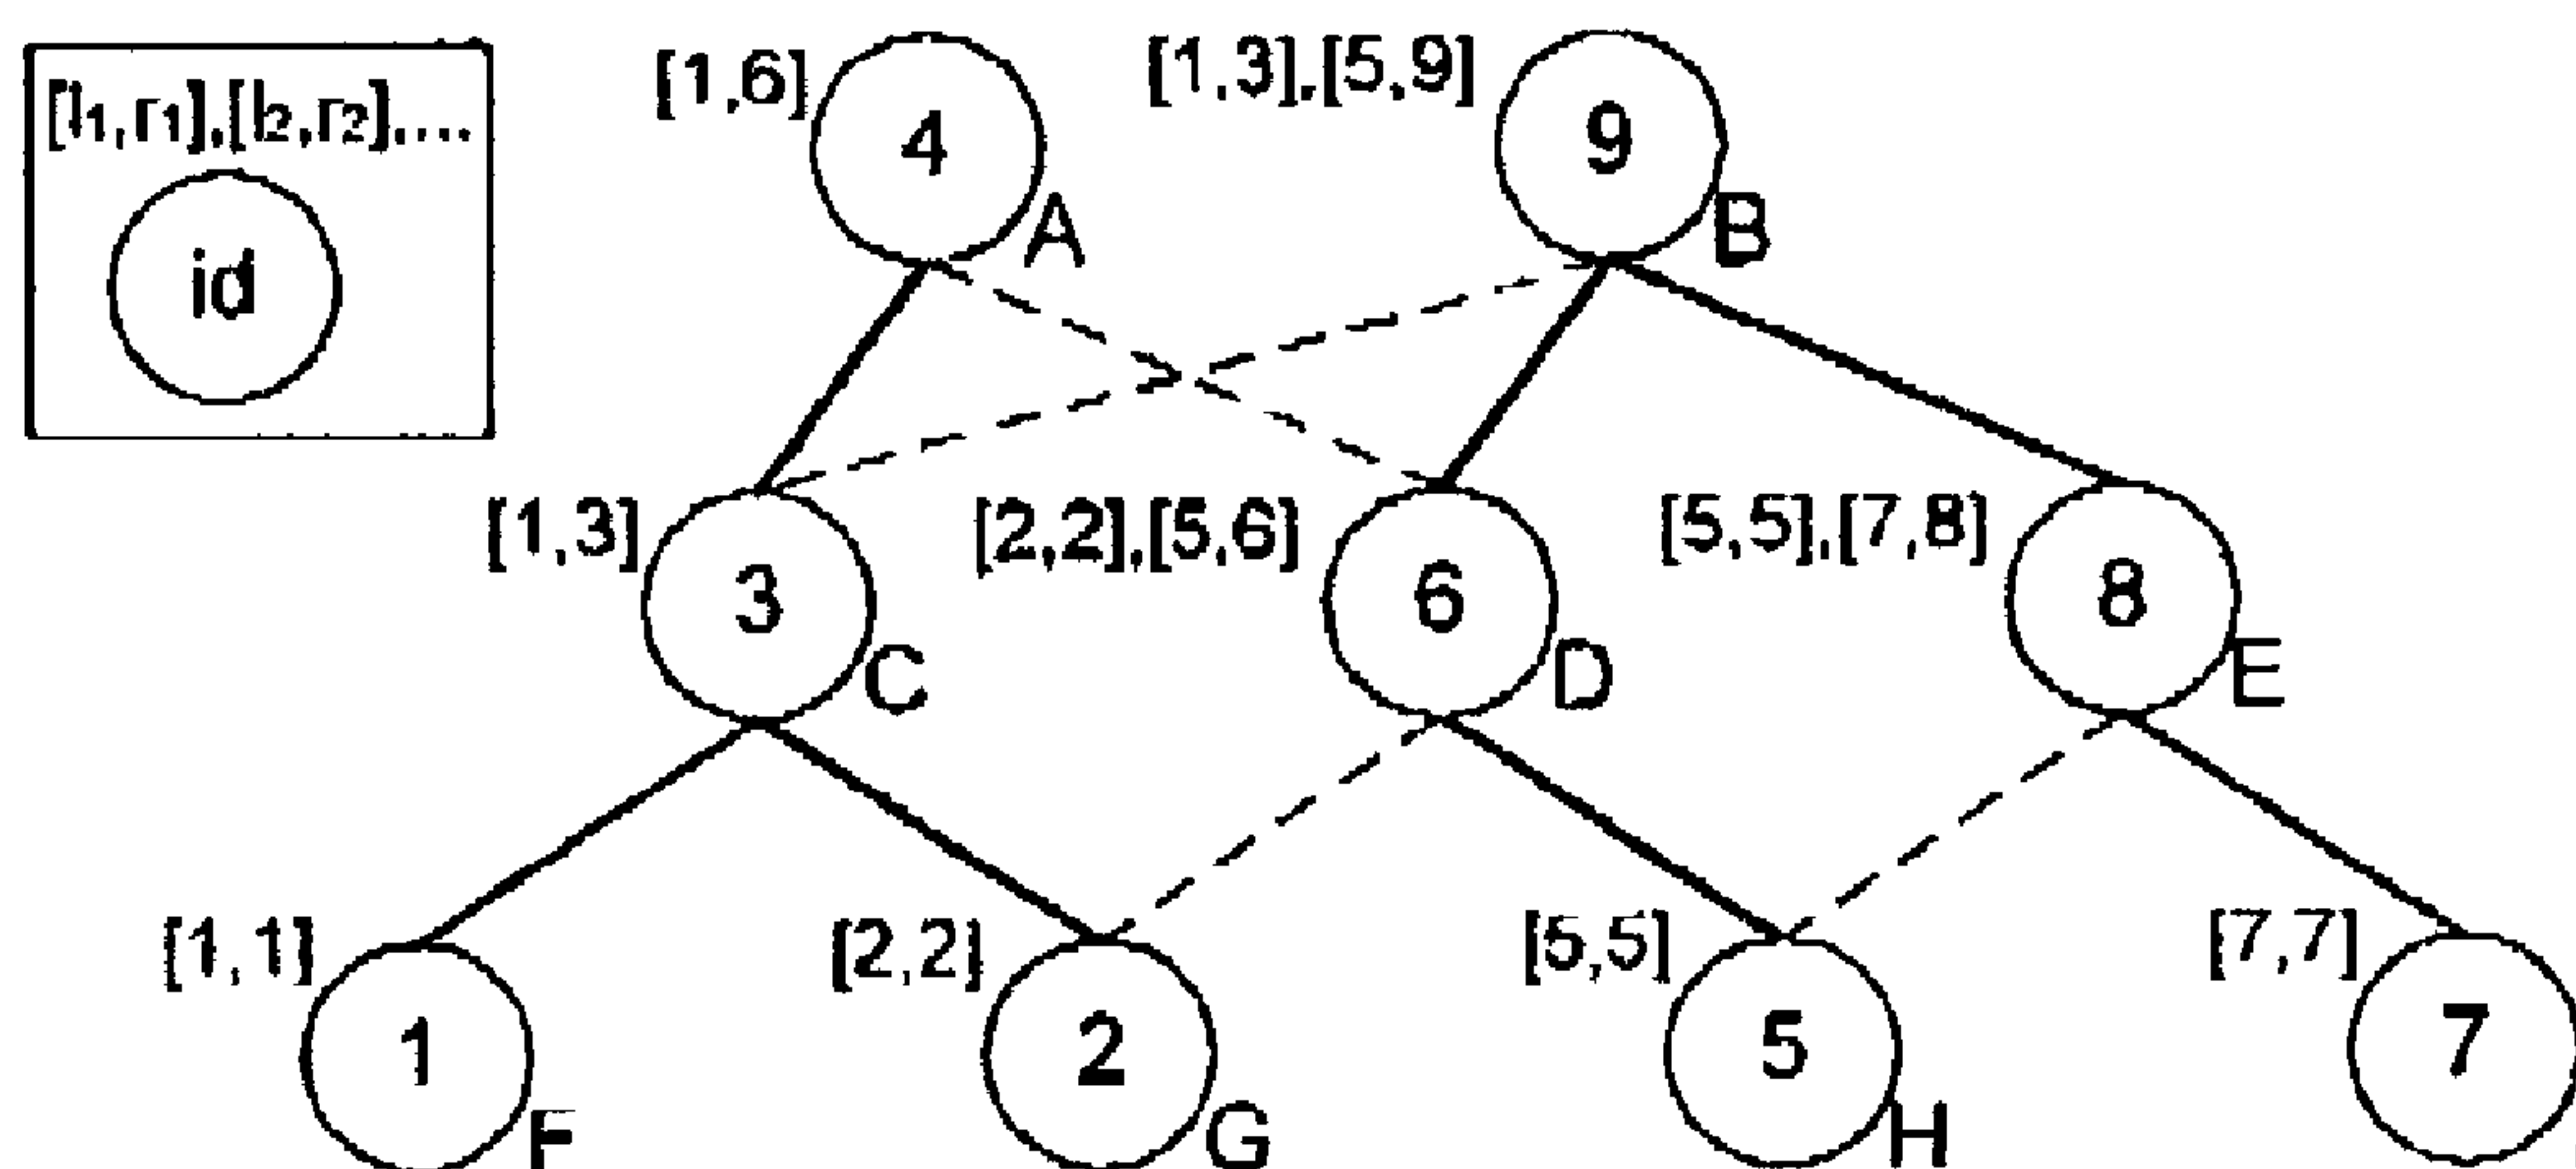 [l1,r1],[l2,r2],...
id
[1,6]
4
A
[1,3],[5,9]
9
B
[1,3]
3
C
[2,2],[5,6]
6
D
[5,5],[7,8]
8
E
[1,1]
1
F
[2,2]
2
G
[5,5]
5
H
[7,7]
7